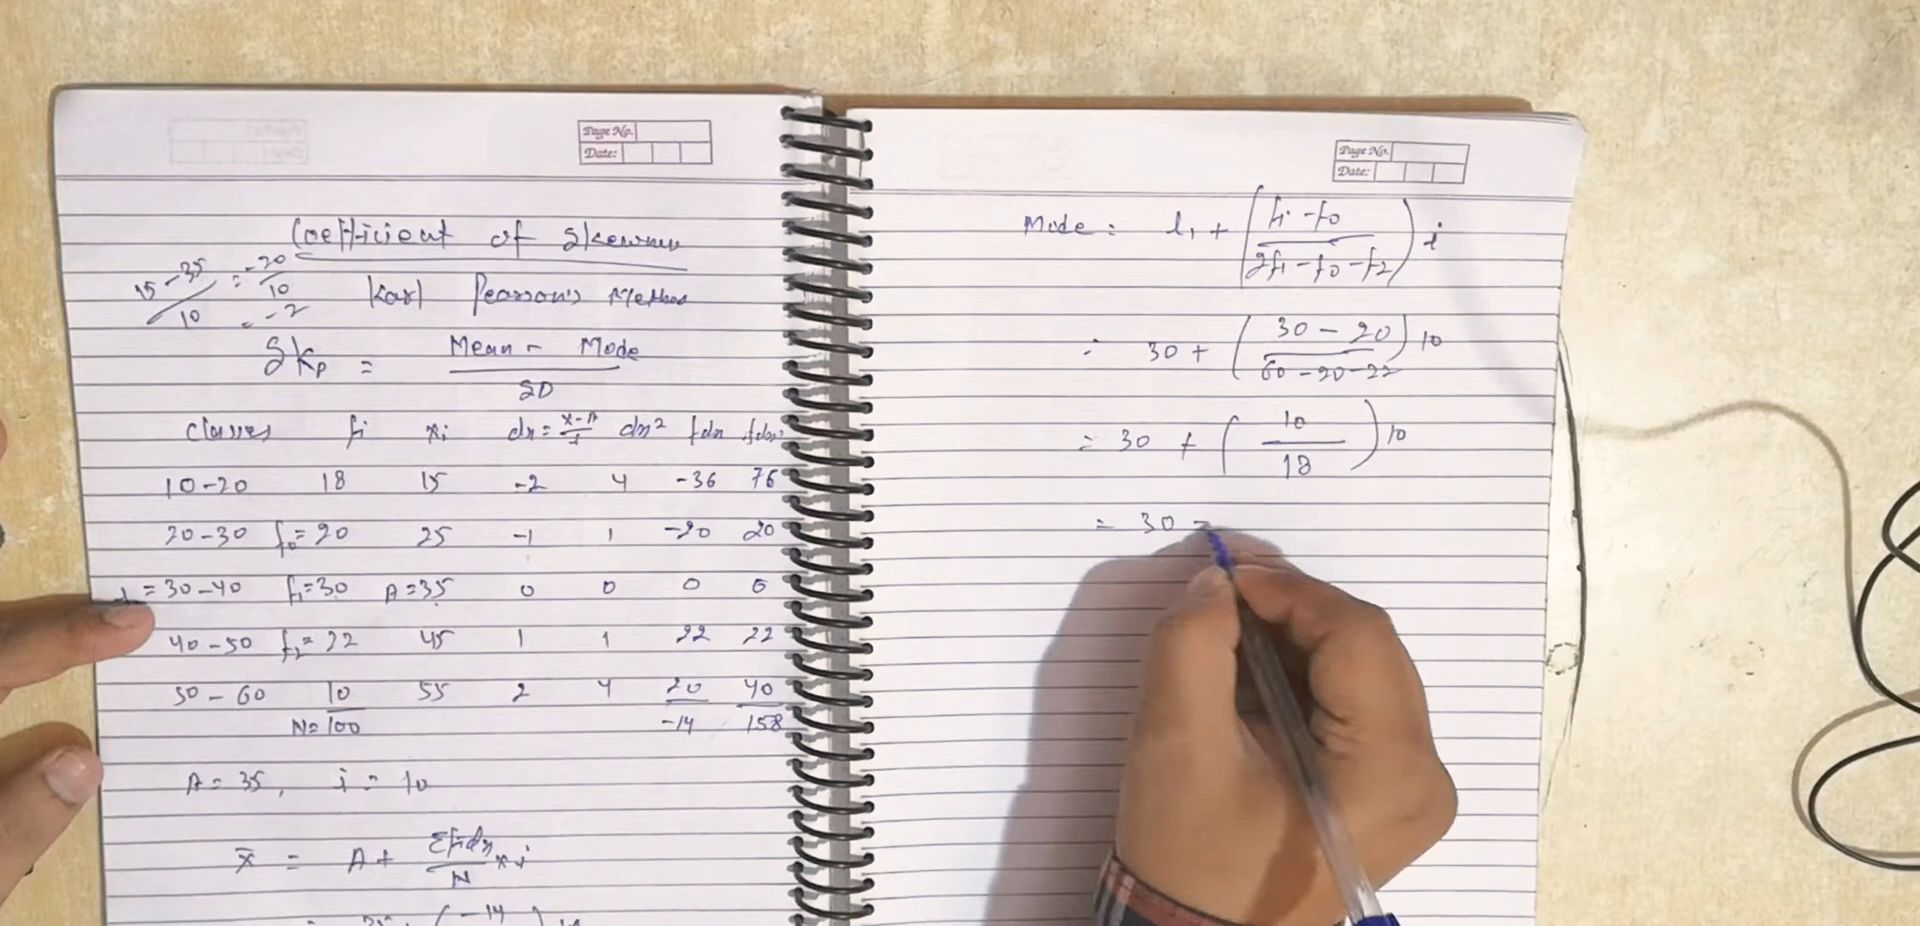 Page No.
Date:
Coefficient of Skewness
15-35/10 = -20/10
= -2
Karl Pearson's Method
SKp = Mean - Mode / SD
Classes fi xi dx = x-A/i dx² fdx fdx²
10-20 18 15 -2 4 -36 76
20-30 f0=20 25 -1 1 -20 20
= 30-40 f1=30 A=35 0 0 0 0
40-50 f2=22 45 1 1 22 22
50-60 10 55 2 4 20 40
N=100 -14 158
A=35, i=10
x̄ = A + Σfidx/N × i
-14
Page No.
Date:
Mode = l1 + (f1-f0 / 2f1-f0-f2) i
= 30 + (30-20 / 60-20-22) 10
= 30 + (10/18) 10
= 30